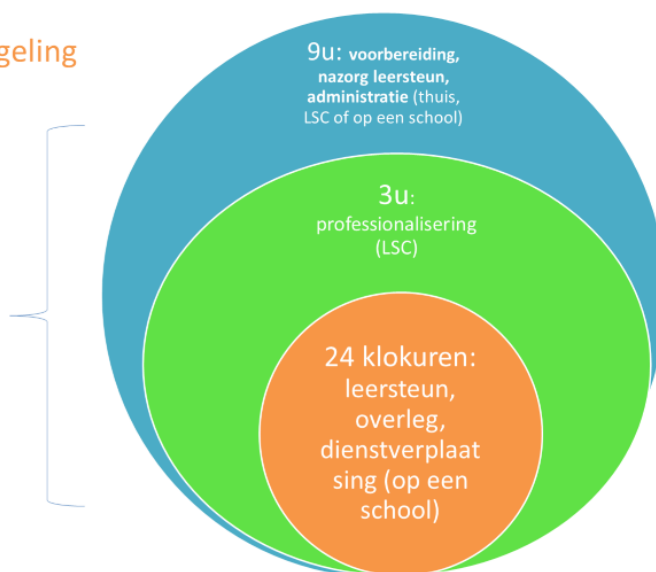 geling
9u: voorbereiding,
nazorg leersteun,
administratie (thuis,
LSC of op een school)
3u:
professionalisering
(LSC)
24 klokuren:
leersteun,
overleg,
dienstverplaat
sing (op een
school)